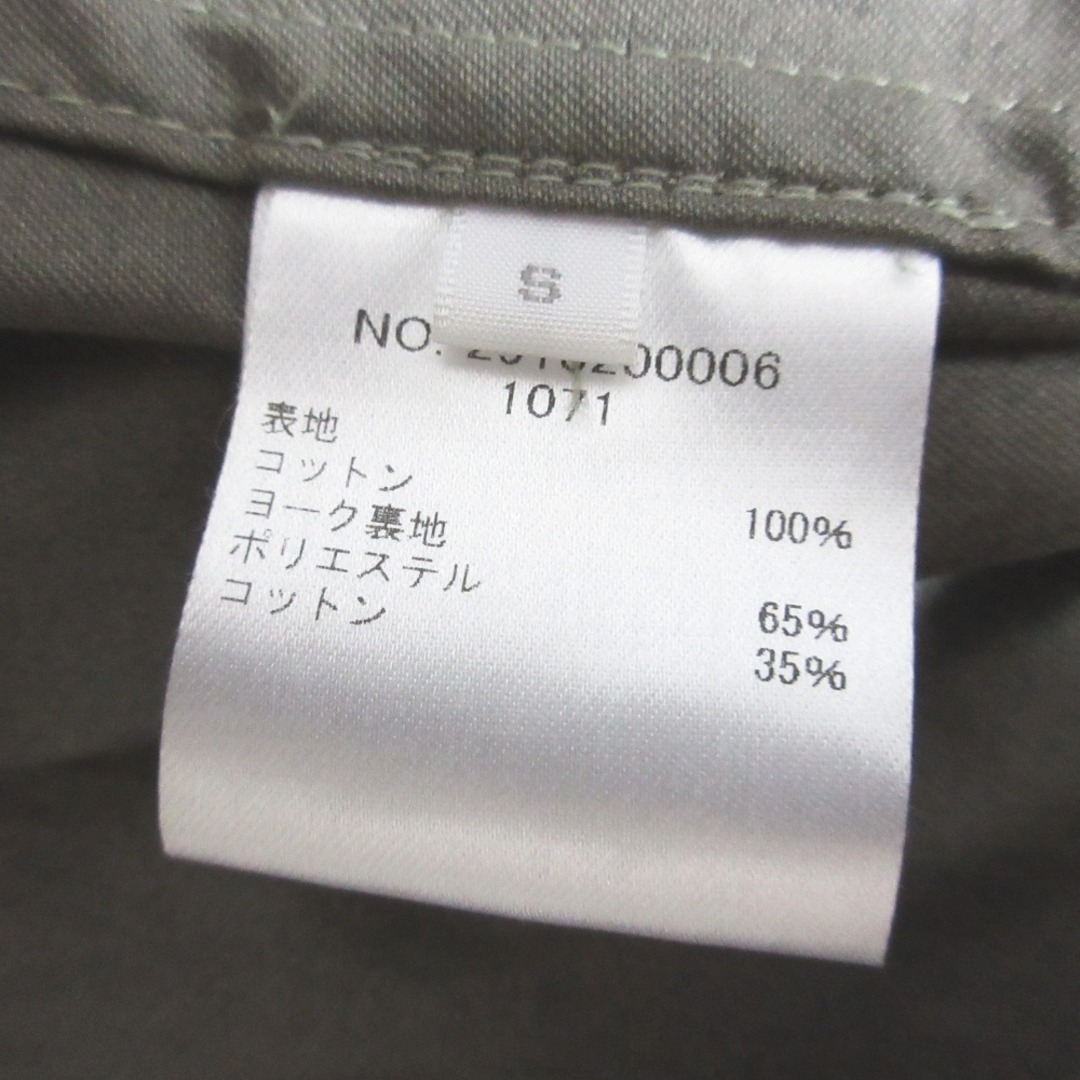 S
NO.
1071
表地
コットン 100%
ヨーク裏地
ポリエステル 65%
コットン 35%